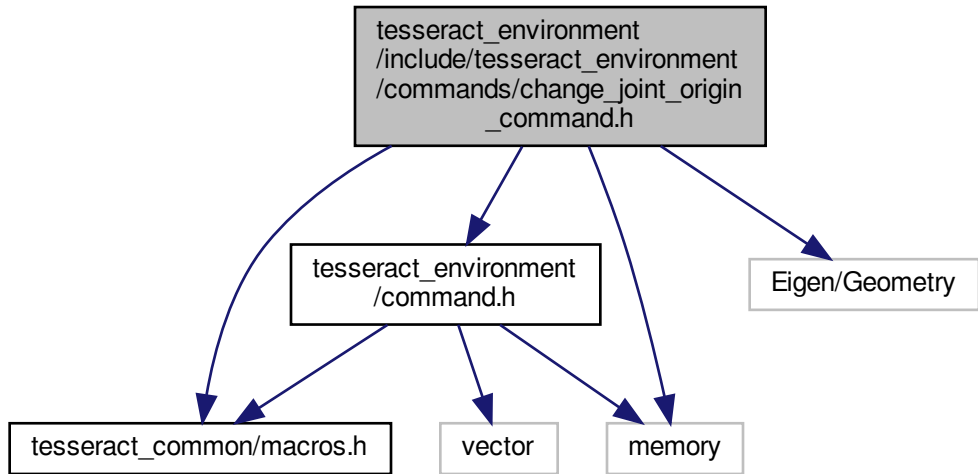 tesseract_environment
/include/tesseract_environment
/commands/change_joint_origin
_command.h
tesseract_environment
/command.h
Eigen/Geometry
tesseract_common/macros.h
vector
memory